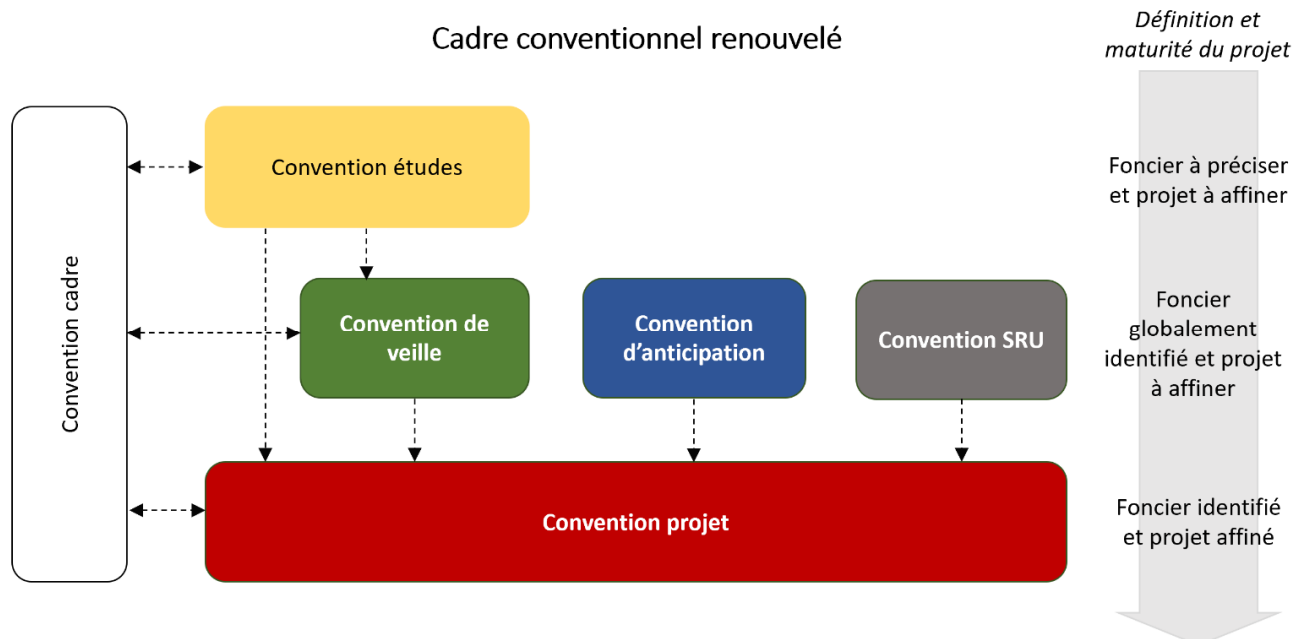 Cadre conventionnel renouvelé
Définition et
maturité du projet
Convention cadre
Convention études
Foncier à préciser
et projet à affiner
Convention de
veille
Convention
d’anticipation
Convention SRU
Foncier
globalement
identifié et projet
à affiner
Convention projet
Foncier identifié
et projet affiné